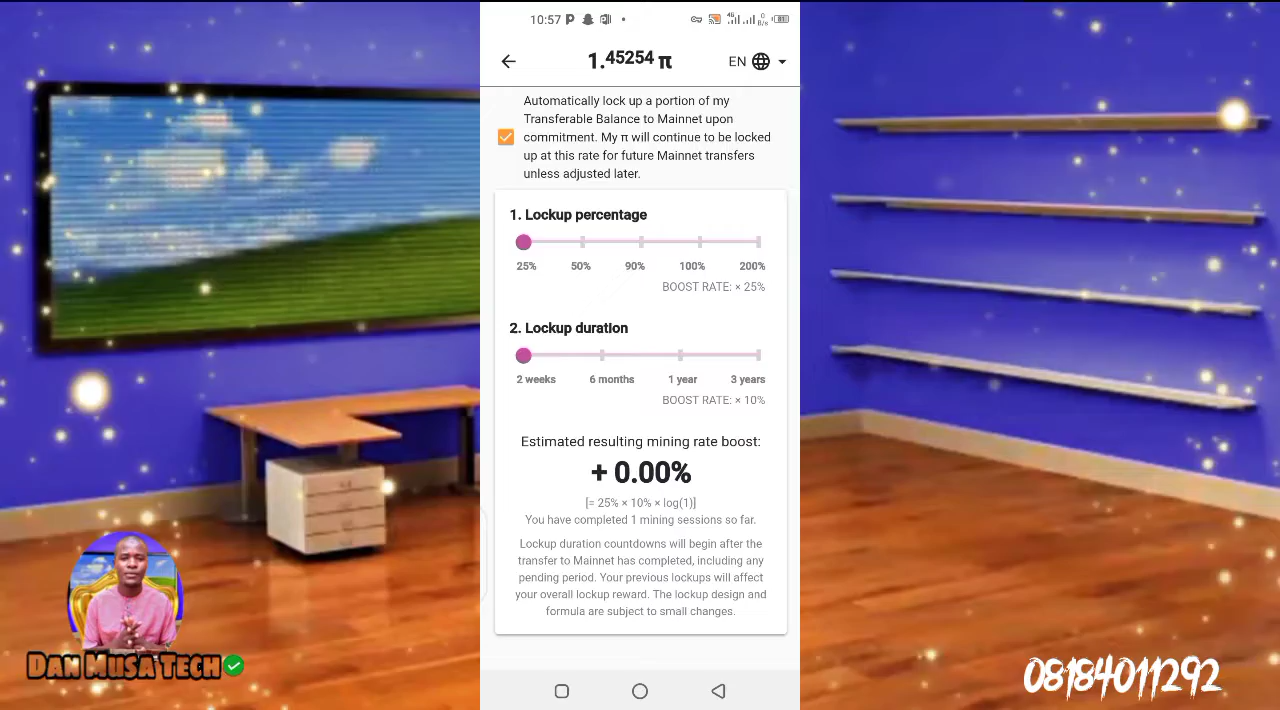 10:57
4G
0
B/s
1.45254 π
EN
Automatically lock up a portion of my
Transferable Balance to Mainnet upon
commitment. My π will continue to be locked
up at this rate for future Mainnet transfers
unless adjusted later.
1. Lockup percentage
25% 50% 90% 100% 200%
BOOST RATE: × 25%
2. Lockup duration
2 weeks 6 months 1 year 3 years
BOOST RATE: × 10%
Estimated resulting mining rate boost:
+ 0.00%
[= 25% × 10% × log(1)]
You have completed 1 mining sessions so far.
Lockup duration countdowns will begin after the
transfer to Mainnet has completed, including any
pending period. Your previous lockups will affect
your overall lockup reward. The lockup design and
formula are subject to small changes.
DAN MUSA TECH
08184011292